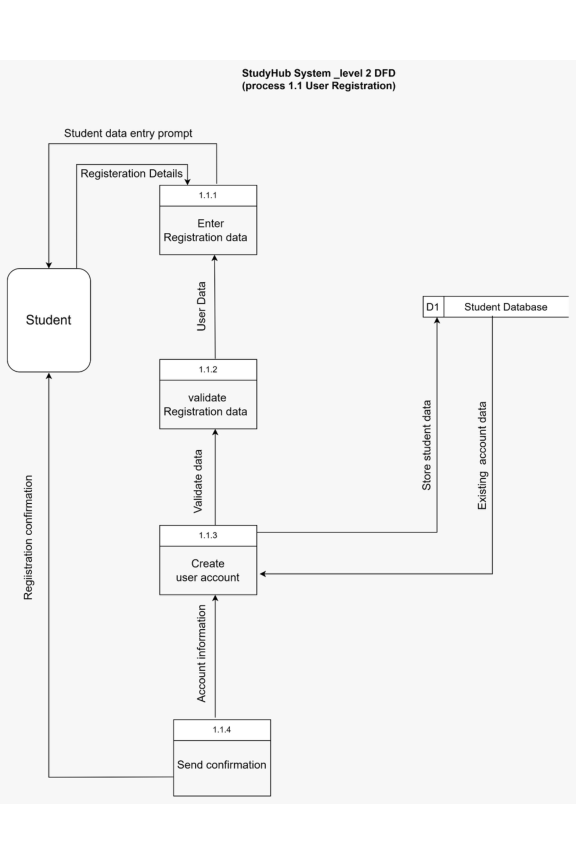 StudyHub System _level 2 DFD
(process 1.1 User Registration)
Student data entry prompt
Registeration Details
1.1.1
Enter
Registration data
Student
User Data
D1
Student Database
1.1.2
validate
Registration data
Store student data
Existing account data
Validate data
Regiistration confirmation
1.1.3
Create
user account
Account information
1.1.4
Send confirmation